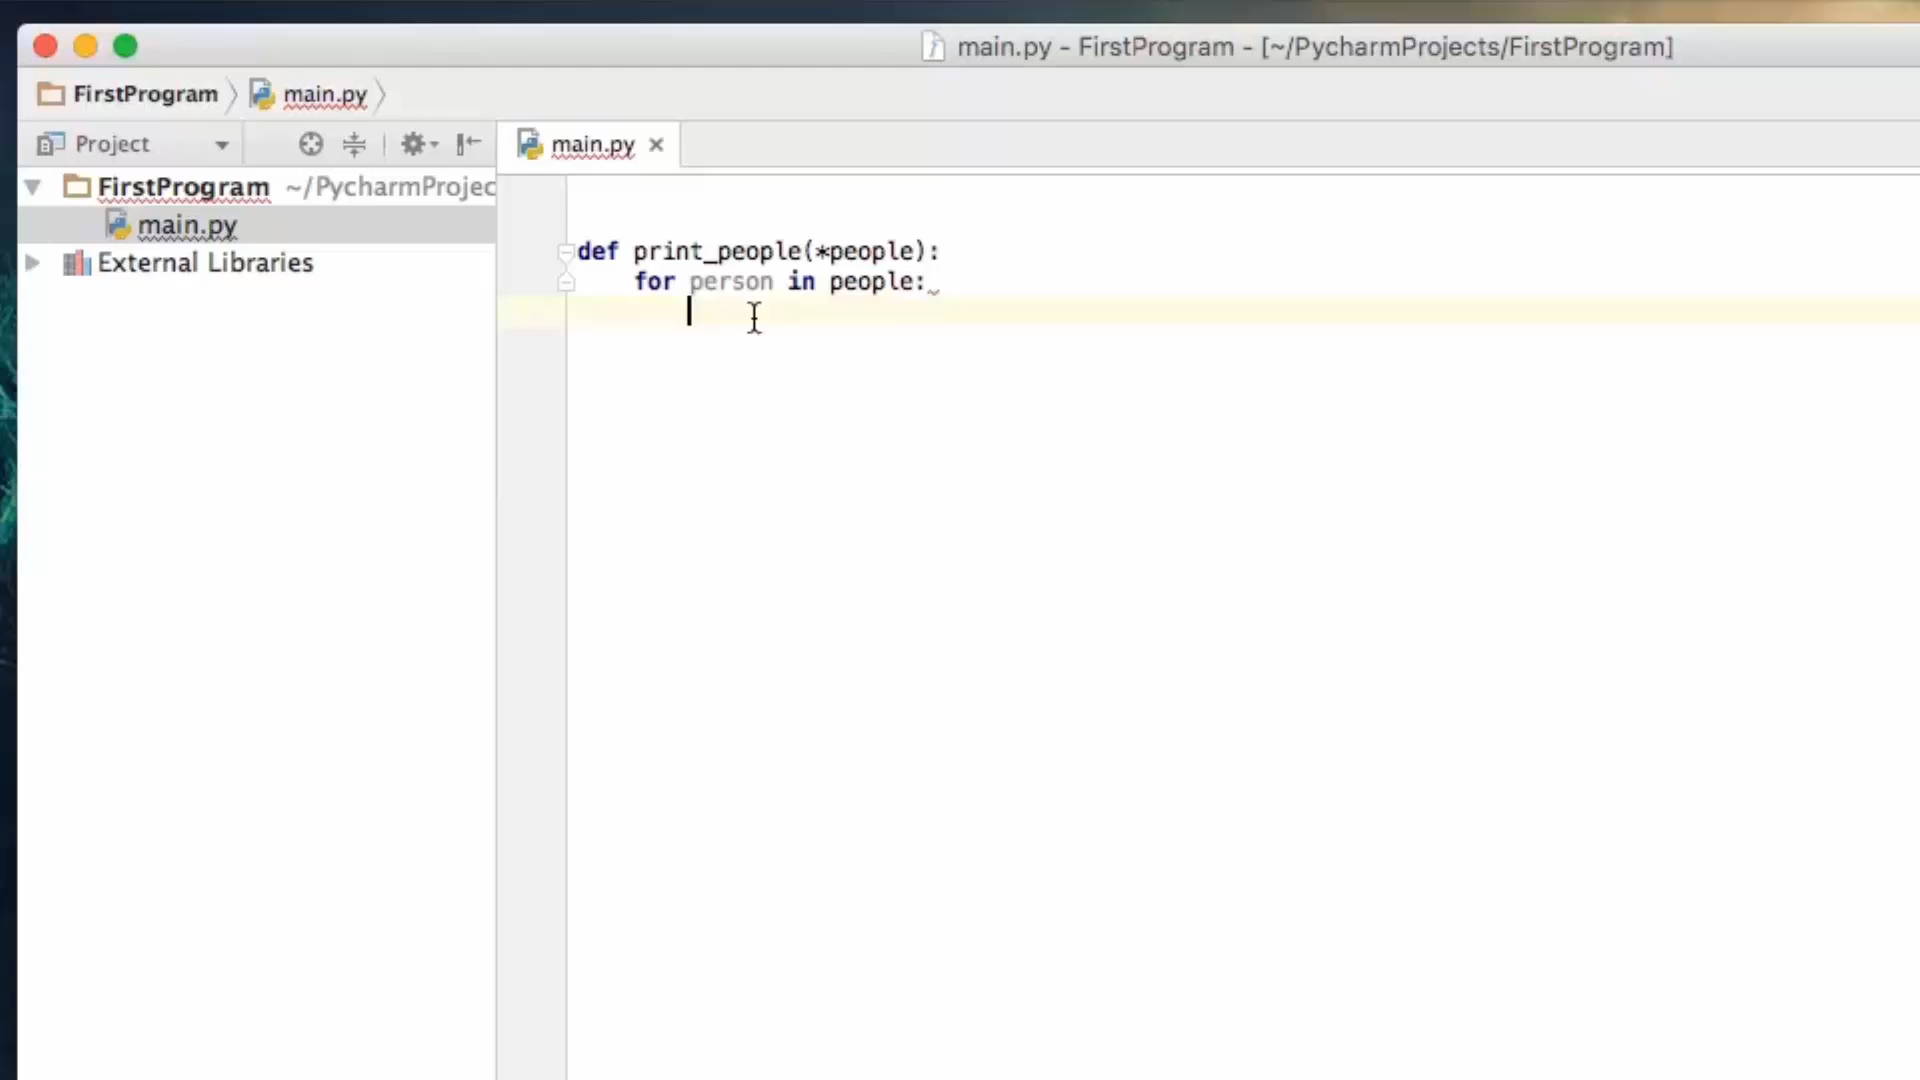 main.py - FirstProgram - [~/PycharmProjects/FirstProgram]
FirstProgram main.py
Project
main.py
FirstProgram ~/PycharmProjec
main.py
External Libraries
def print_people(*people):
    for person in people: